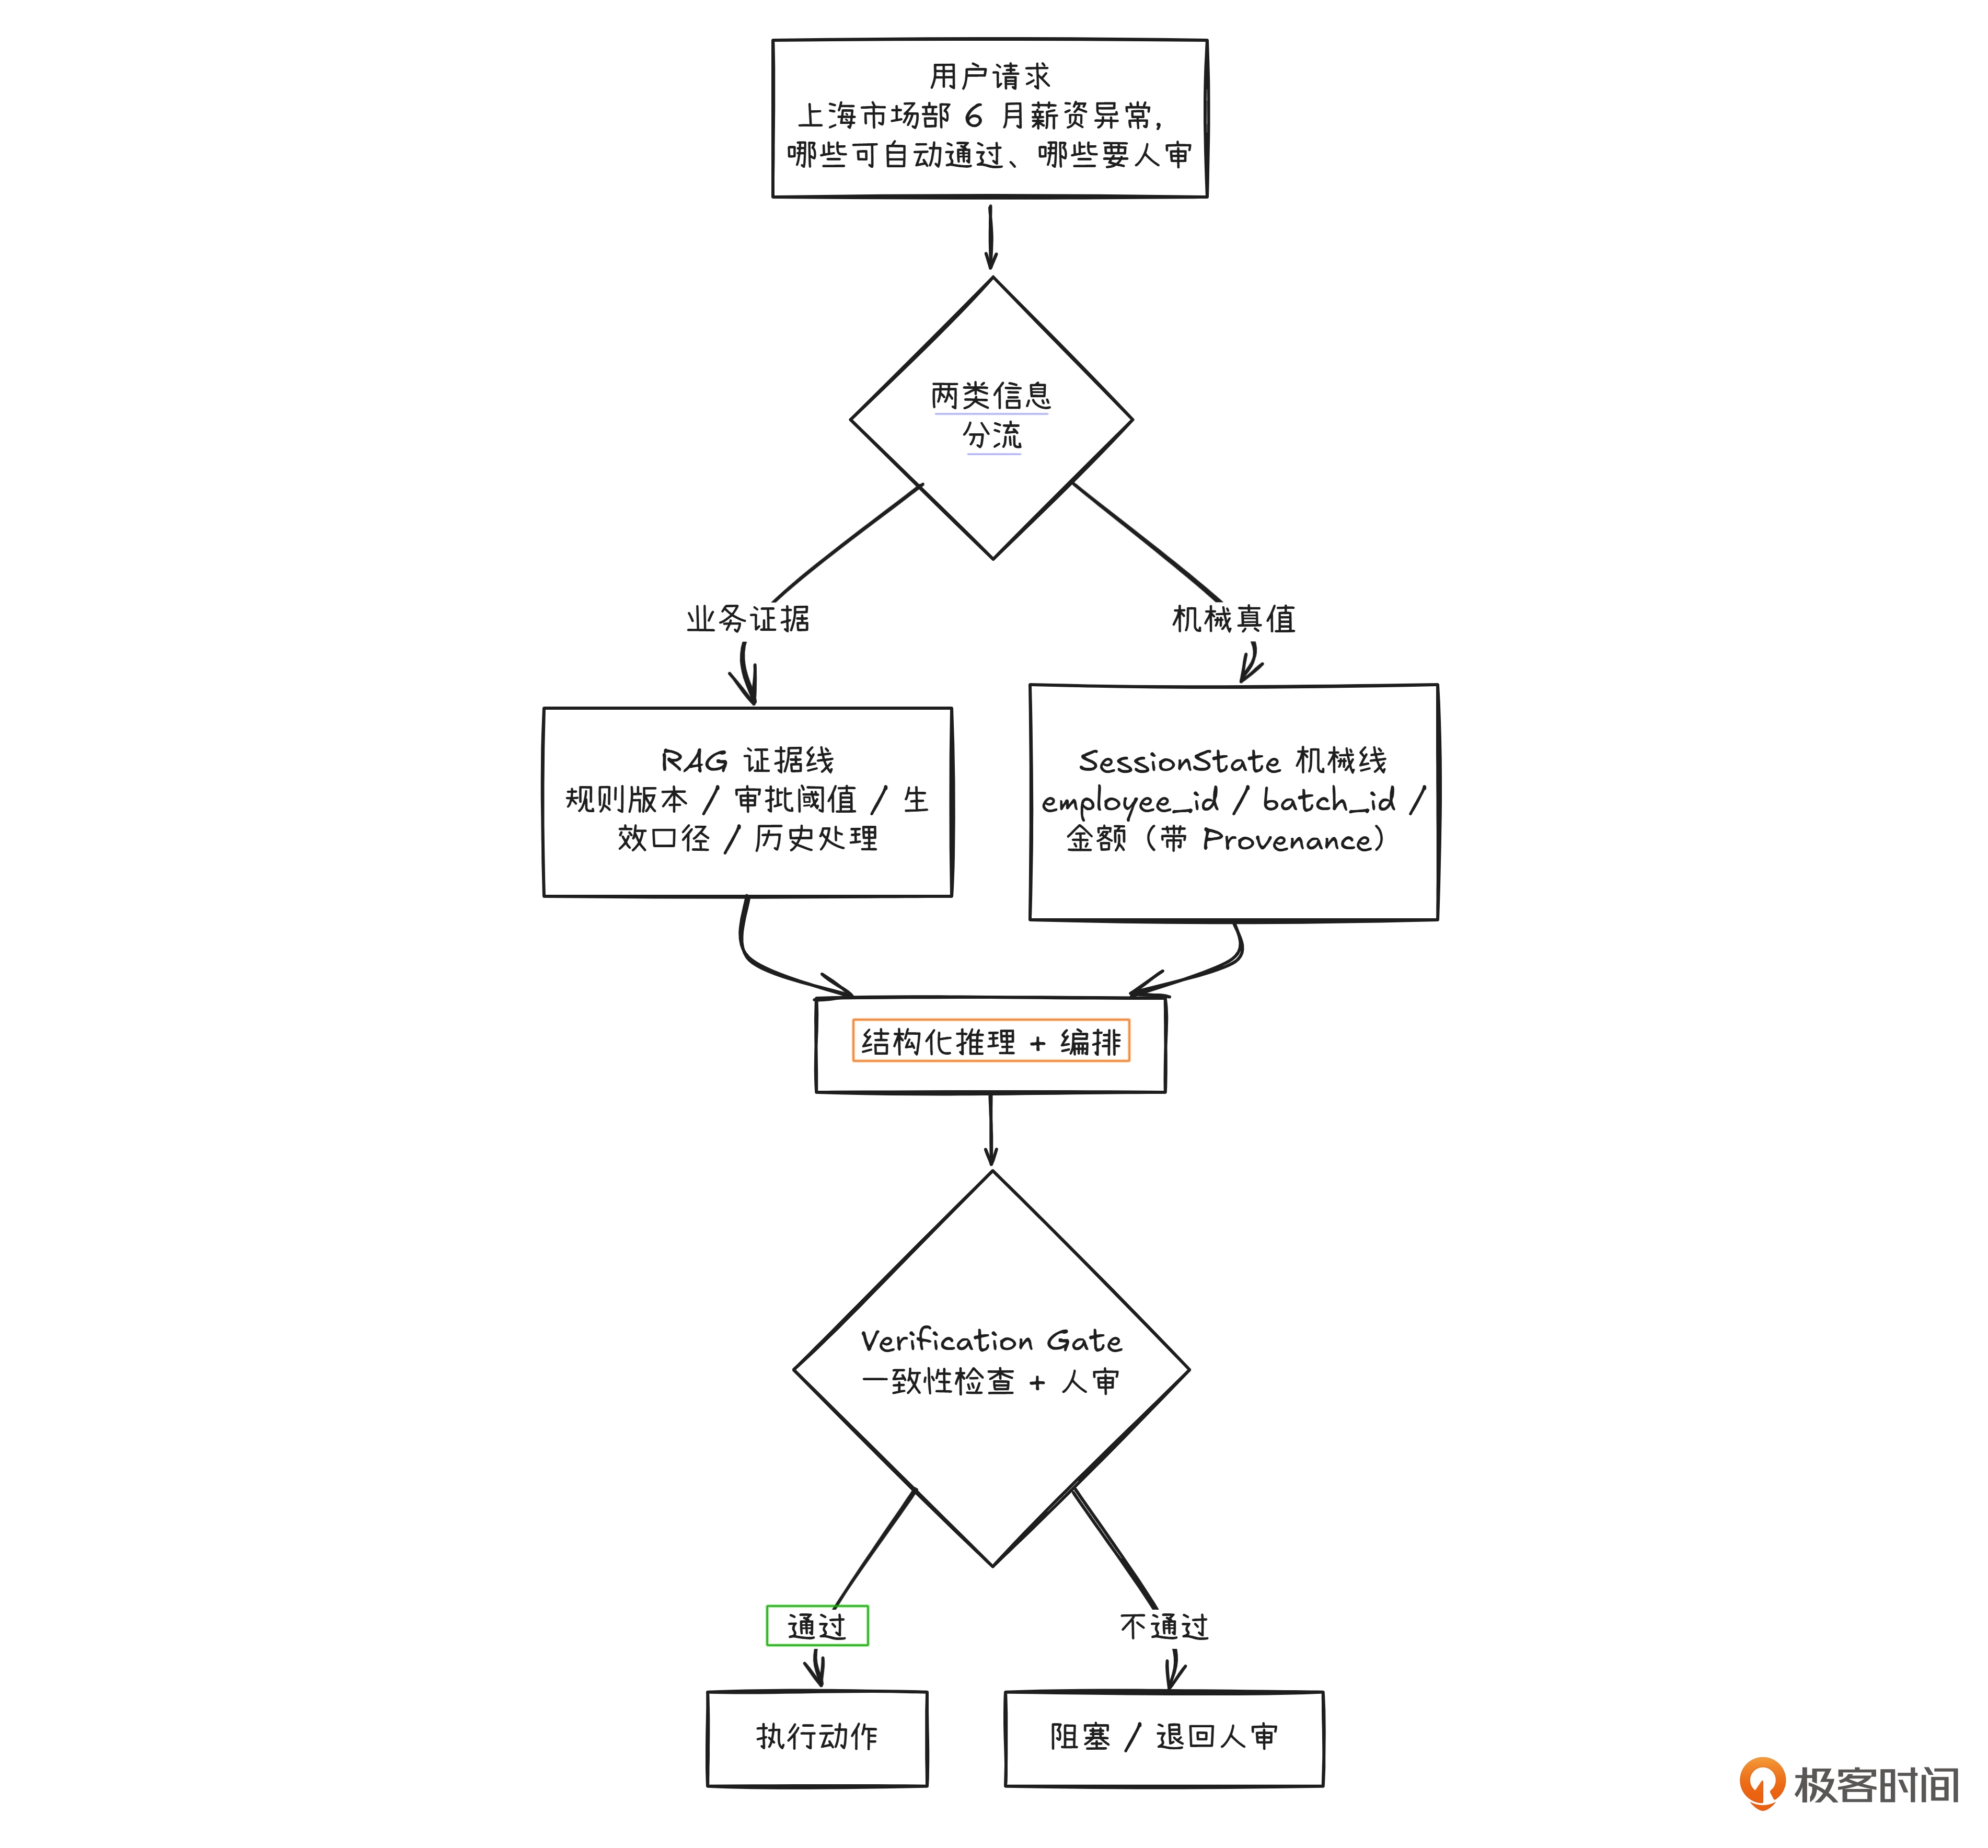 用户请求
上海市场部 6 月薪资异常，
哪些可自动通过、哪些要人审
两类信息
分流
业务证据
机械真值
RAG 证据线
规则版本 / 审批阈值 / 生
效口径 / 历史处理
SessionState 机械线
employee_id / batch_id /
金额（带 Provenance）
结构化推理 + 编排
Verification Gate
一致性检查 + 人审
通过
不通过
执行动作
阻塞 / 退回人审
极客时间